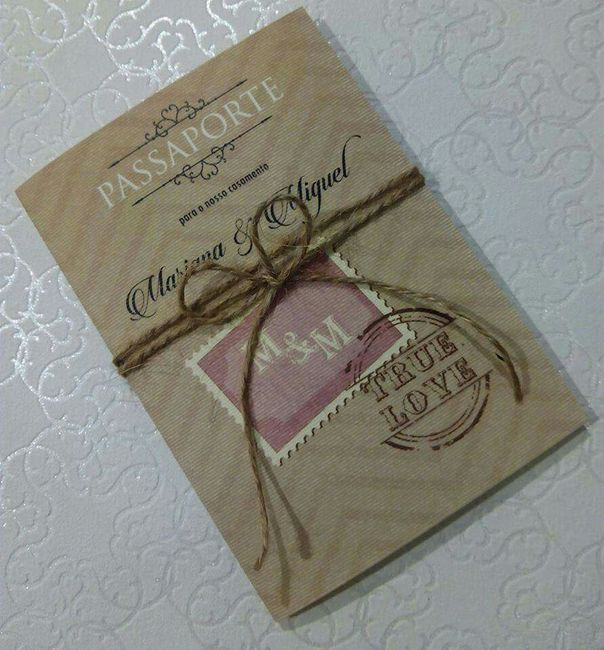 PASSAPORTE
para o nosso casamento
Mariana & Miguel
M&M
TRUE
LOVE